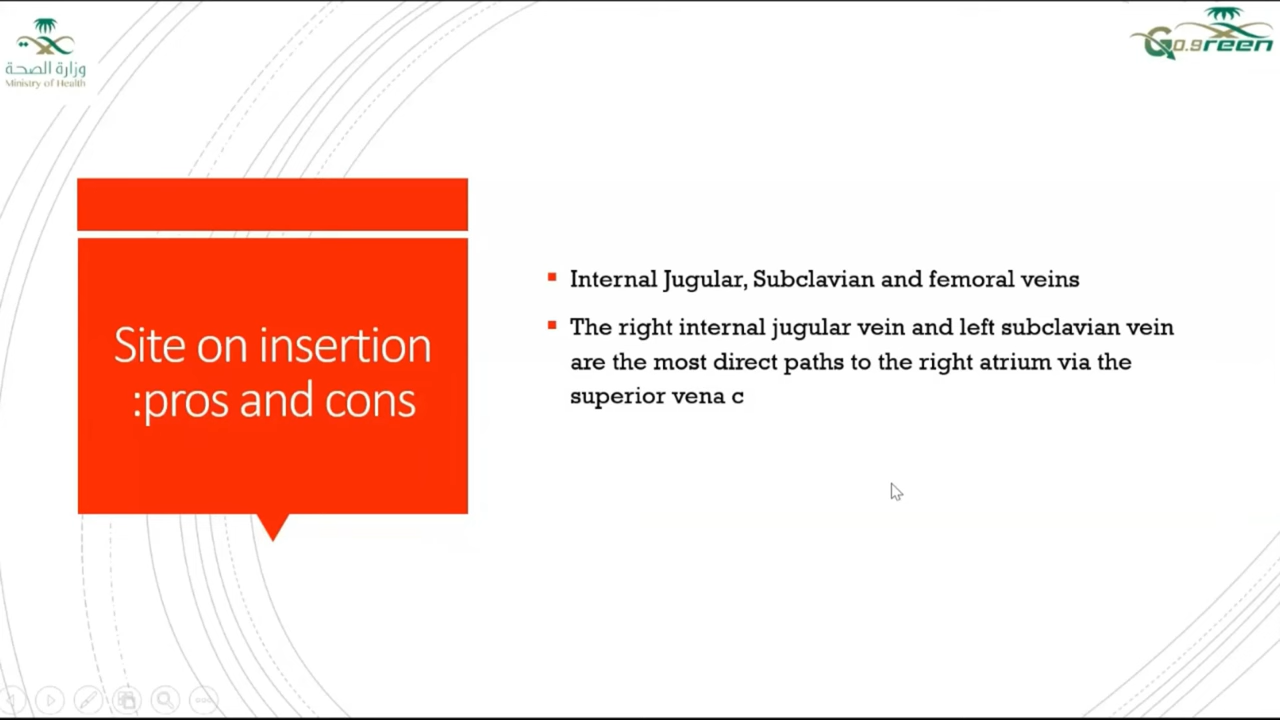 وزارة الصحة
Ministry of Health
Go.green
Site on insertion
:pros and cons
Internal Jugular, Subclavian and femoral veins
The right internal jugular vein and left subclavian vein
are the most direct paths to the right atrium via the
superior vena c